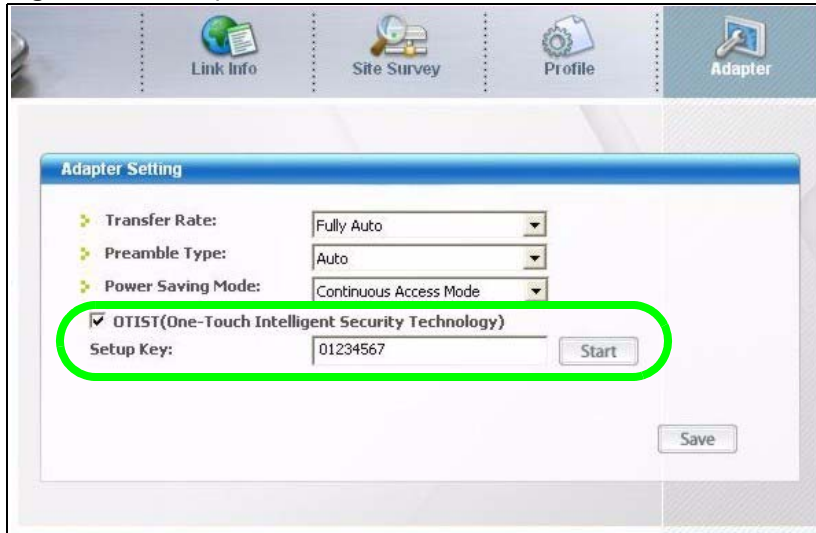 Link Info
Site Survey
Profile
Adapter
Adapter Setting
Transfer Rate: Fully Auto
Preamble Type: Auto
Power Saving Mode: Continuous Access Mode
OTIST(One-Touch Intelligent Security Technology)
Setup Key: 01234567 Start
Save